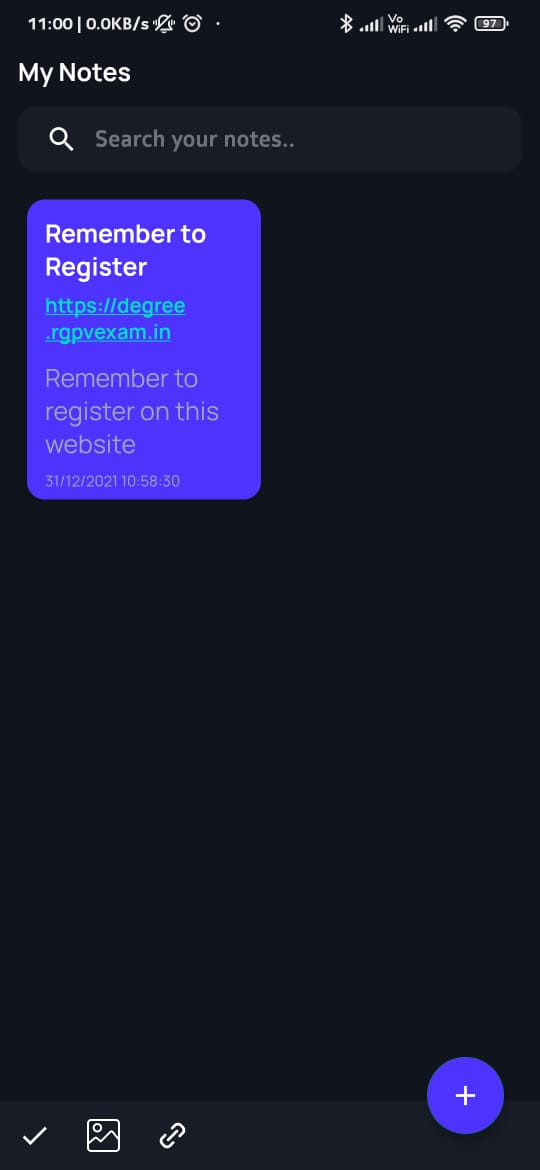 11:00 | 0.0KB/s
Vo
WiFi
97
My Notes
Search your notes..
Remember to
Register
https://degree
.rgpvexam.in
Remember to
register on this
website
31/12/2021 10:58:30